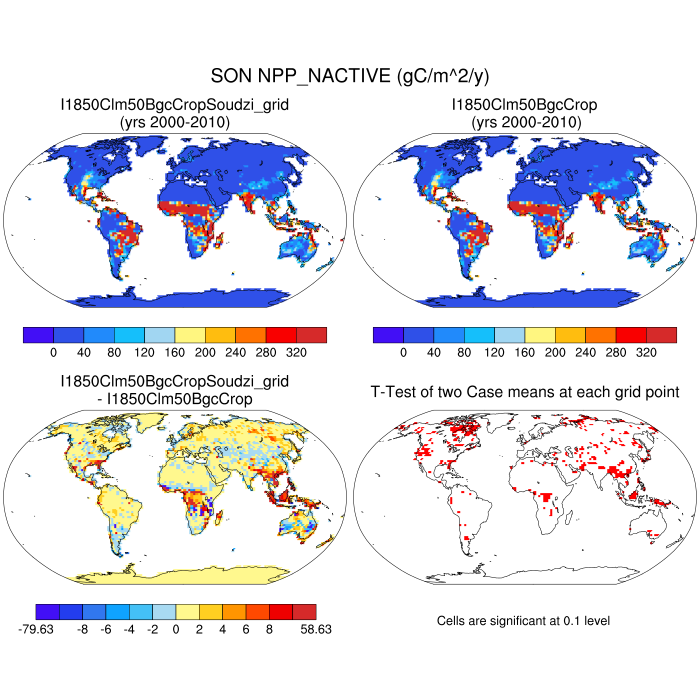 SON NPP_NACTIVE (gC/m^2/y)
I1850Clm50BgcCropSoudzi_grid
(yrs 2000-2010)
I1850Clm50BgcCrop
(yrs 2000-2010)
0 40 80 120 160 200 240 280 320
0 40 80 120 160 200 240 280 320
I1850Clm50BgcCropSoudzi_grid
- I1850Clm50BgcCrop
T-Test of two Case means at each grid point
-79.63 -8 -6 -4 -2 0 2 4 6 8 58.63
Cells are significant at 0.1 level